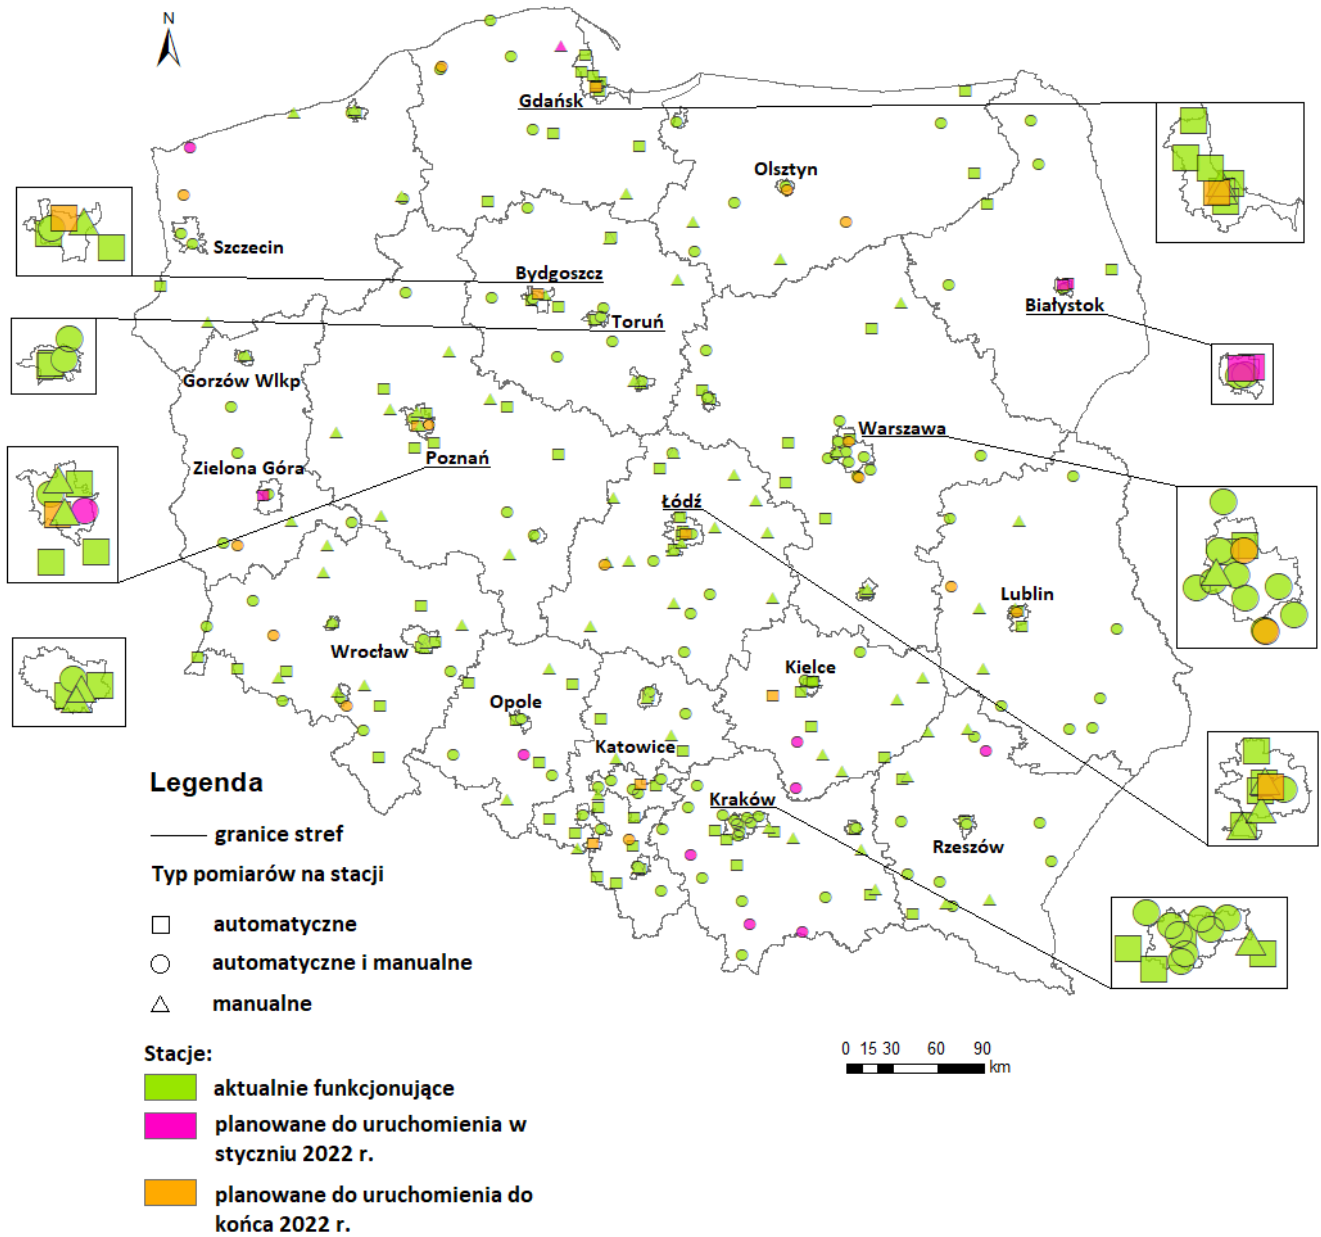 N
Gdańsk
Olsztyn
Szczecin
Bydgoszcz
Białystok
Toruń
Gorzów Wlkp
Warszawa
Poznań
Zielona Góra
Łódź
Lublin
Wrocław
Kielce
Opole
Katowice
Kraków
Rzeszów
Legenda
granice stref
Typ pomiarów na stacji
automatyczne
automatyczne i manualne
manualne
Stacje:
aktualnie funkcjonujące
planowane do uruchomienia w
styczniu 2022 r.
planowane do uruchomienia do
końca 2022 r.
0 15 30 60 90
km